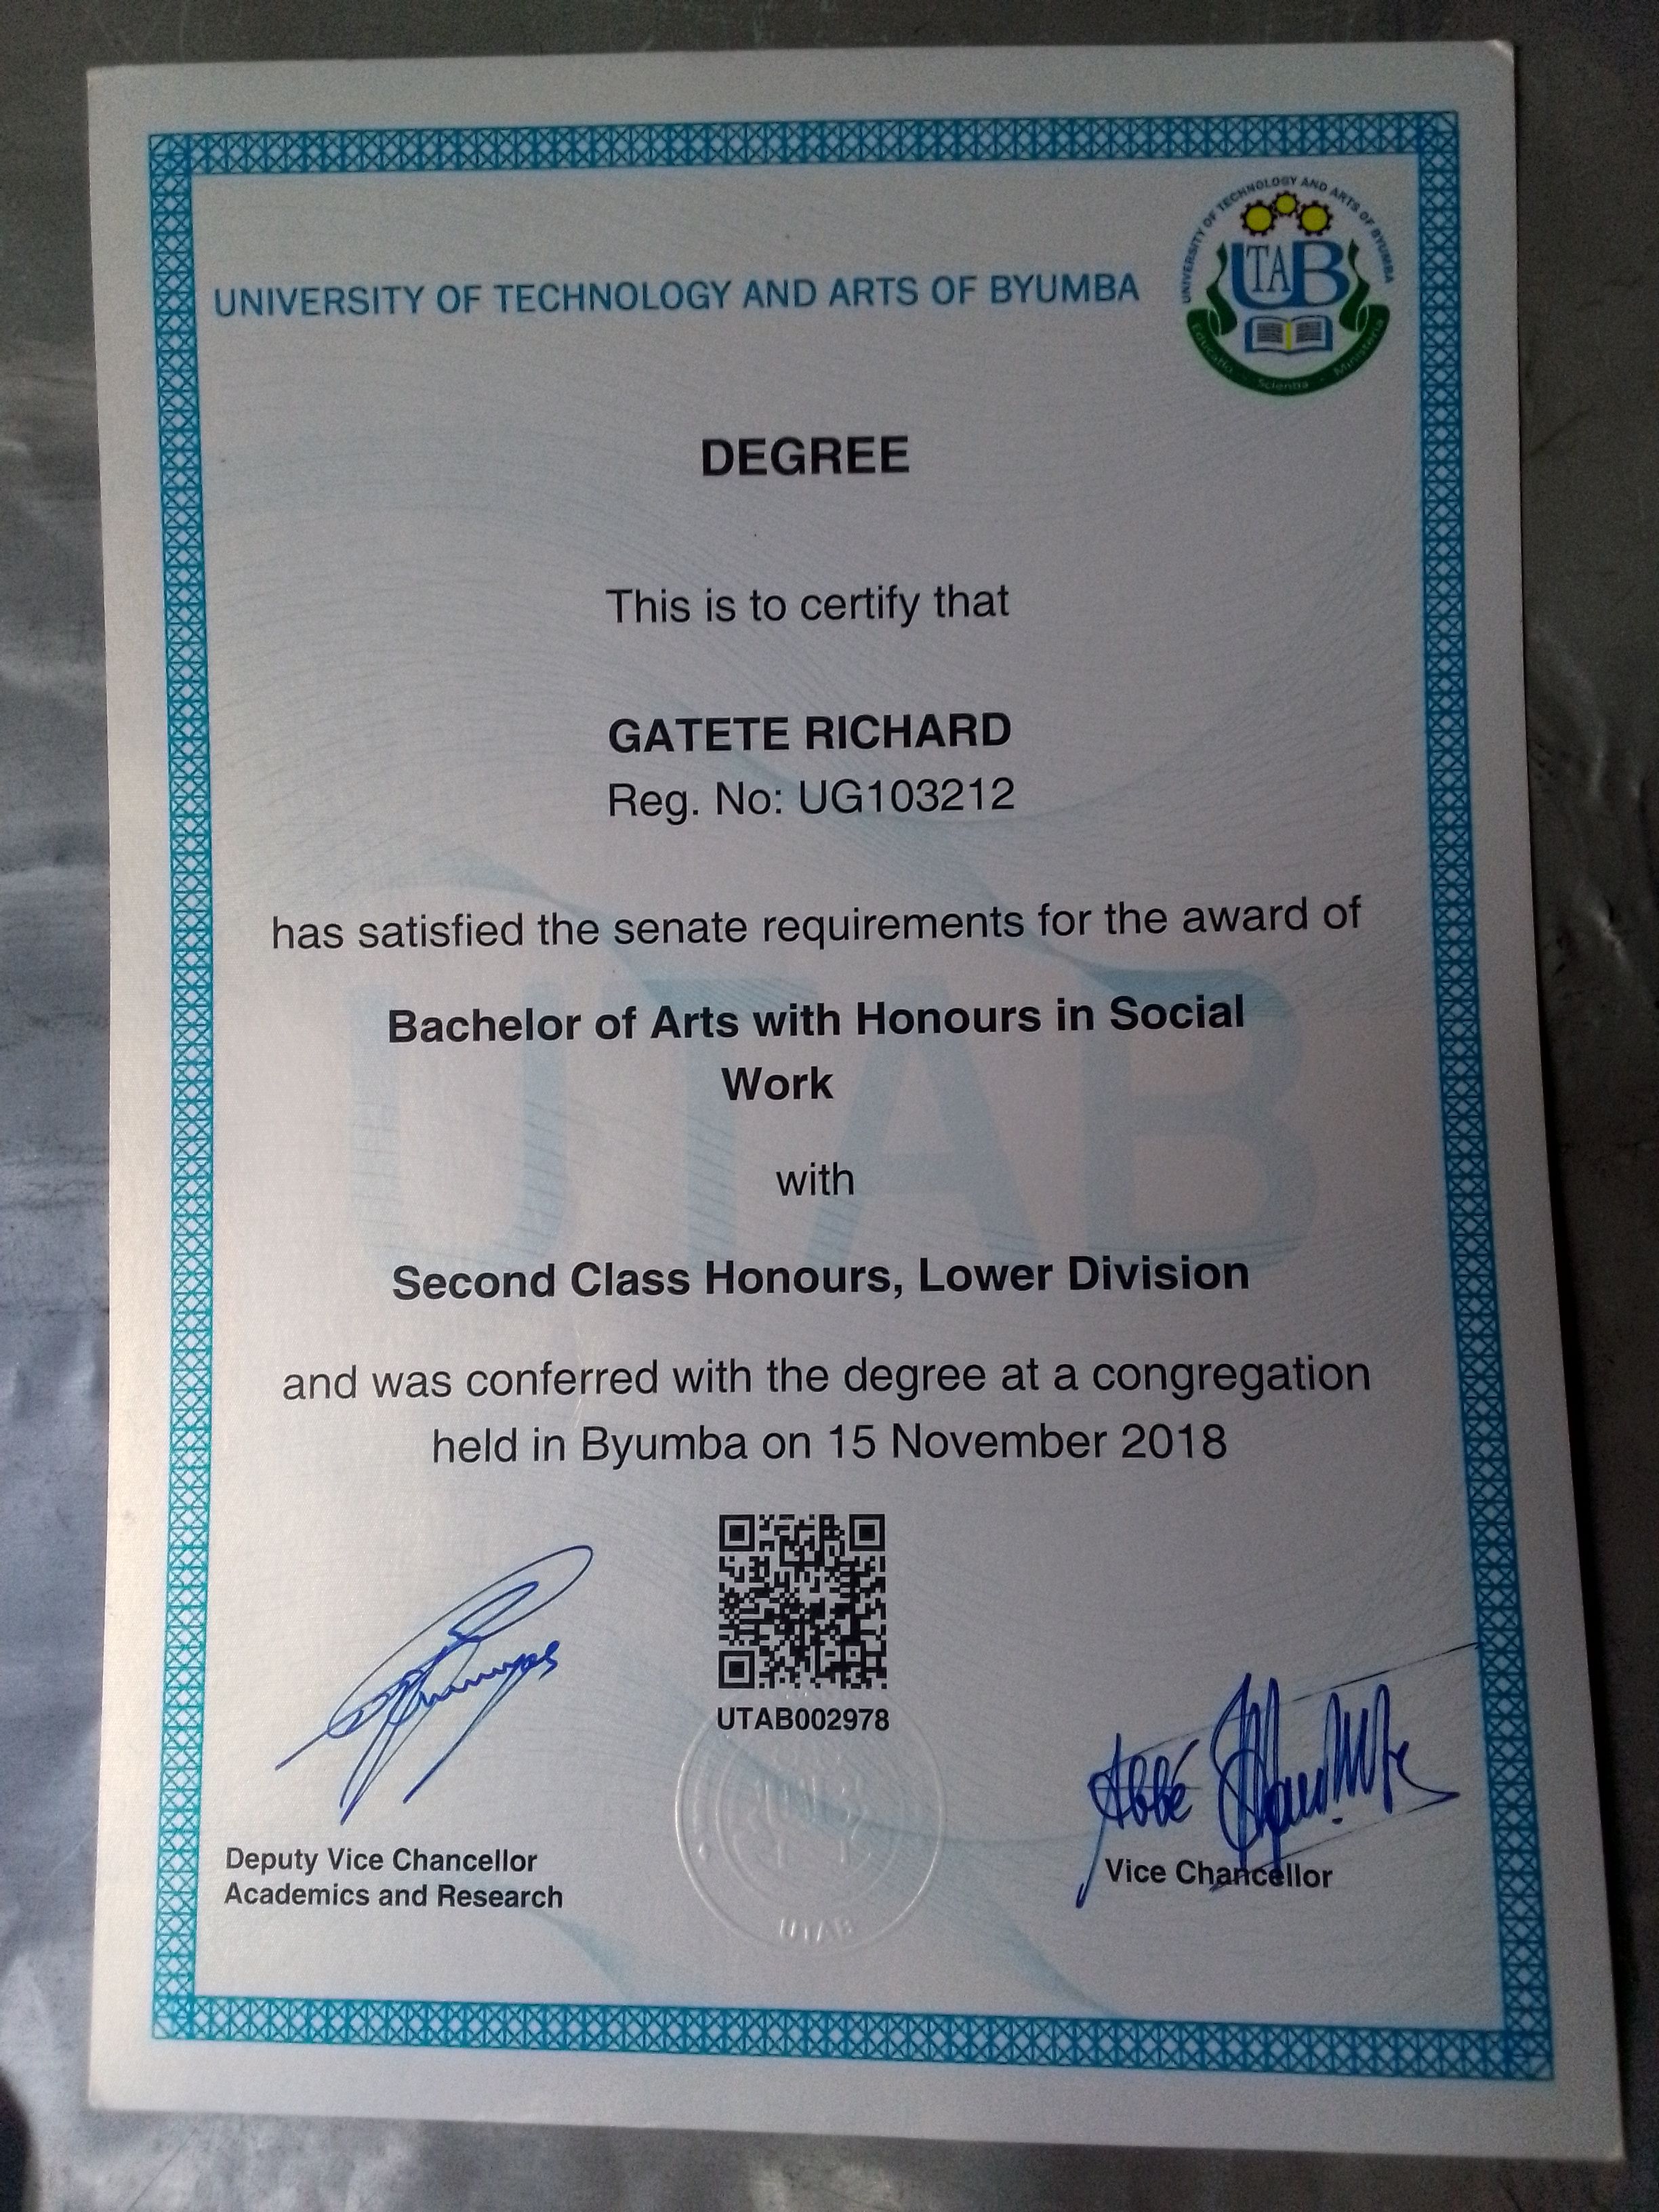 UNIVERSITY OF TECHNOLOGY AND ARTS OF BYUMBA
UNIVERSITY OF TECHNOLOGY AND ARTS OF BYUMBA
UTAB
Educatio - Scientia - Ministeria
DEGREE
This is to certify that
GATETE RICHARD
Reg. No: UG103212
has satisfied the senate requirements for the award of
Bachelor of Arts with Honours in Social
Work
with
Second Class Honours, Lower Division
and was conferred with the degree at a congregation
held in Byumba on 15 November 2018
UTAB
UTAB002978
Abbé
Deputy Vice Chancellor
Academics and Research
Vice Chancellor
UTAB